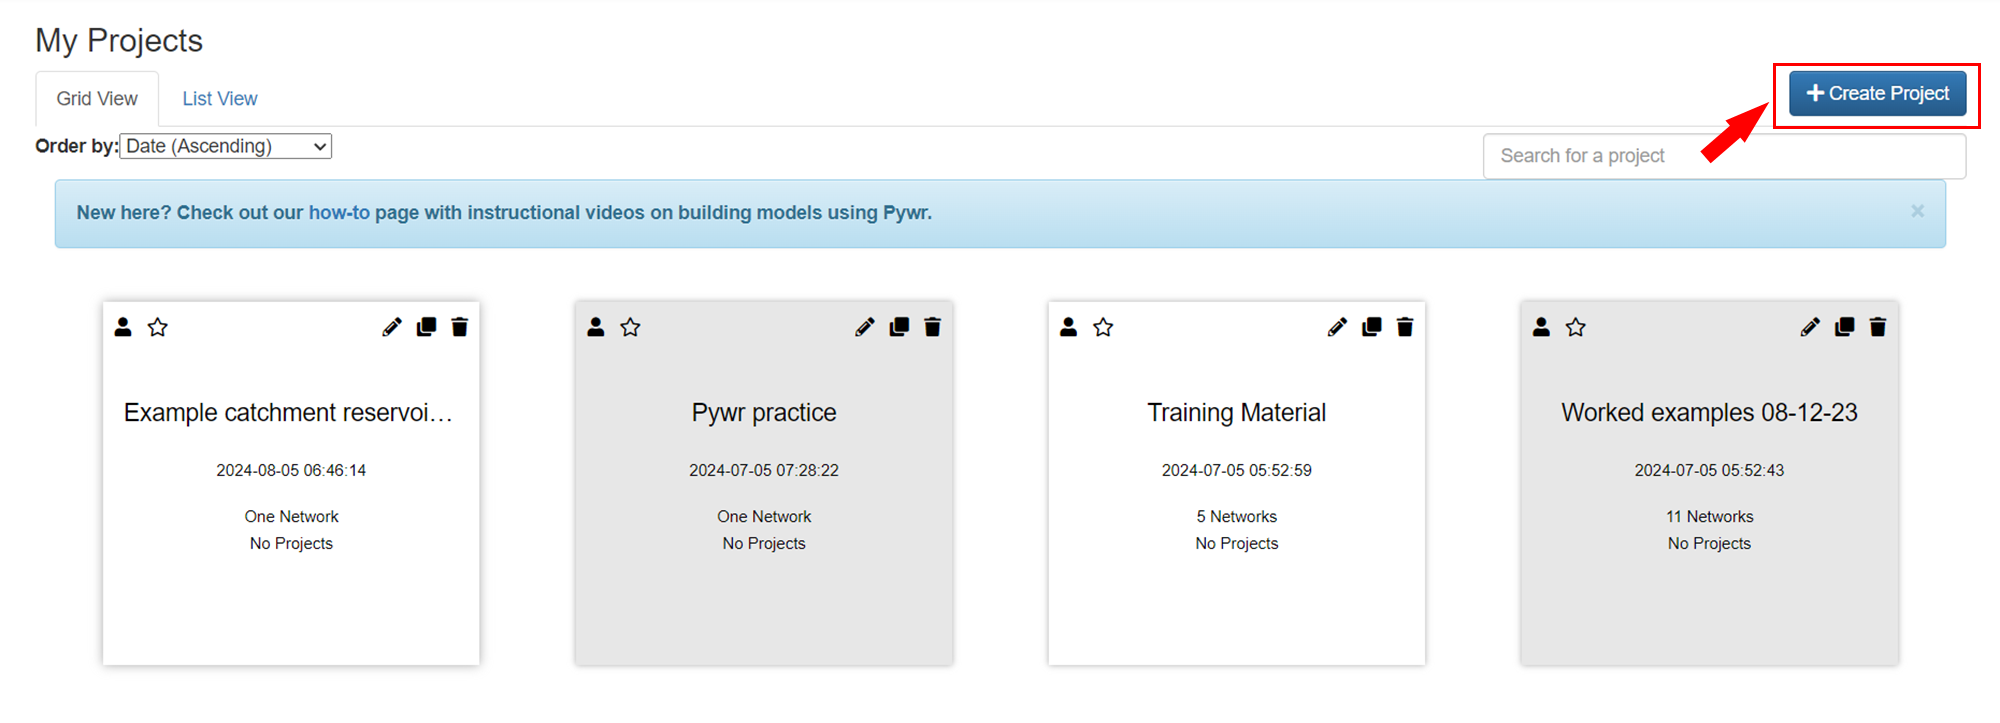 My Projects
Grid View
List View
Create Project
Order by: Date (Ascending)
Search for a project
New here? Check out our how-to page with instructional videos on building models using Pywr.
×
Example catchment reservoi...
2024-08-05 06:46:14
One Network
No Projects
Pywr practice
2024-07-05 07:28:22
One Network
No Projects
Training Material
2024-07-05 05:52:59
5 Networks
No Projects
Worked examples 08-12-23
2024-07-05 05:52:43
11 Networks
No Projects